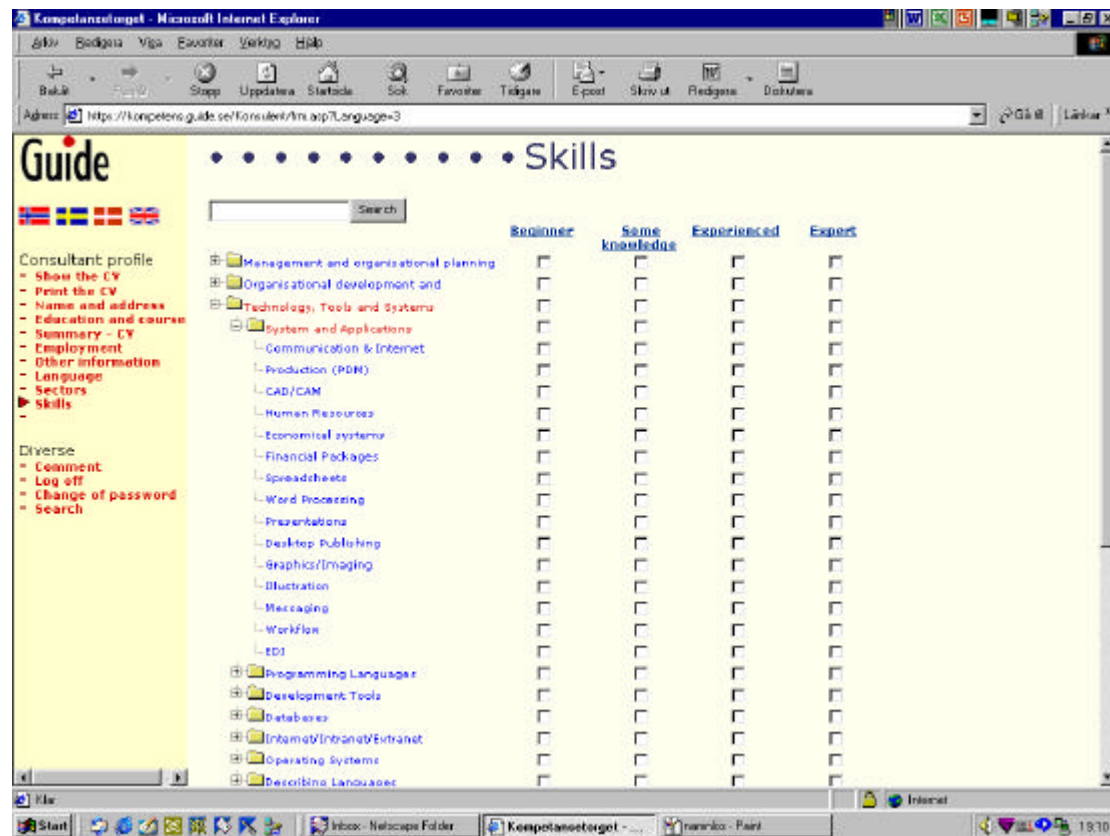 Kompetansetorget - Microsoft Internet Explorer
Arkiv Redigera Visa Favoriter Verktyg Hjälp
Bakåt Stopp Uppdatera Startsida Sök Favoriter Tidigare E-post Skriv ut Redigera Diskutera
Adress https://kompetens.guide.se/Konsulent/fm.asp?Language=3 Gå till Länkar
Guide
Skills
Search
Beginner Some knowledge Experienced Expert
Consultant profile
- Show the CV
- Print the CV
- Name and address
- Education and course
- Summary - CV
- Employment
- Other information
- Language
- Sectors
Skills
-
Diverse
- Comment
- Log off
- Change of password
- Search
Management and organisational planning
Organisational development and
Technology, Tools and Systems
System and Applications
Communication & Internet
Production (PDM)
CAD/CAM
Human Resources
Economical systems
Financial Packages
Spreadsheets
Word Processing
Presentations
Desktop Publishing
Graphics/Imaging
Illustration
Messaging
Workflow
EDI
Programming Languages
Development Tools
Databases
Internet/Intranet/Extranet
Operating Systems
Describing Languages
Klar Internet
Start Inbox - Netscape Folder Kompetansetorget - ... - Paint 19:10